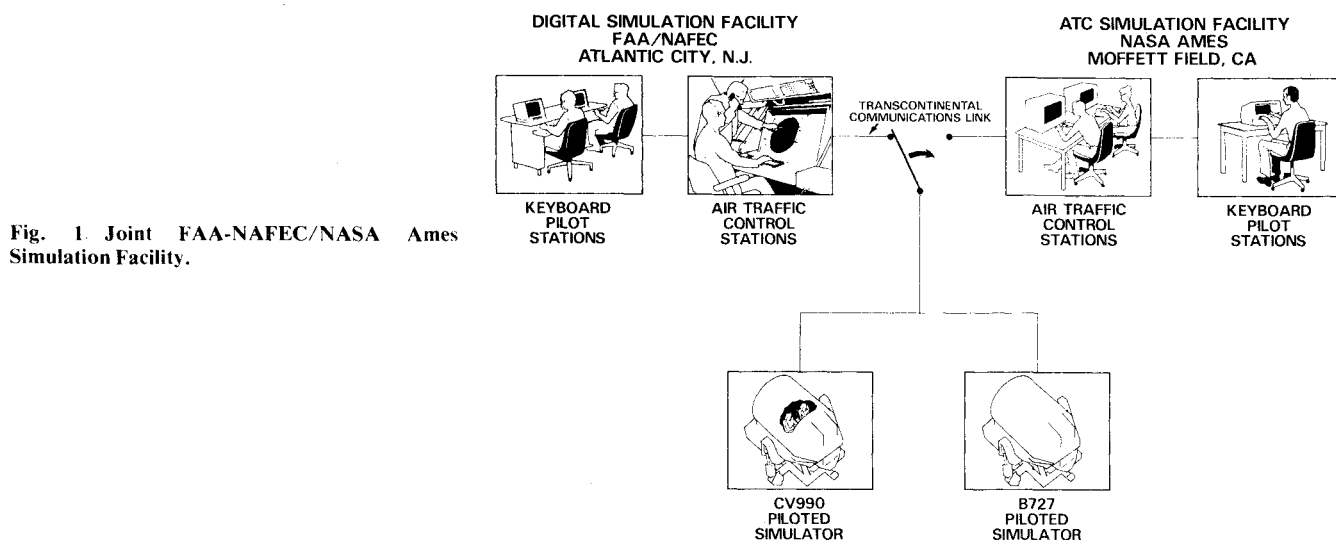 DIGITAL SIMULATION FACILITY
FAA/NAFEC
ATLANTIC CITY, N.J.
ATC SIMULATION FACILITY
NASA AMES
MOFFETT FIELD, CA
TRANSCONTINENTAL
COMMUNICATIONS LINK
KEYBOARD
PILOT
STATIONS
AIR TRAFFIC
CONTROL
STATIONS
AIR TRAFFIC
CONTROL
STATIONS
KEYBOARD
PILOT
STATIONS
Fig. 1 Joint FAA-NAFEC/NASA Ames
Simulation Facility.
CV990
PILOTED
SIMULATOR
B727
PILOTED
SIMULATOR